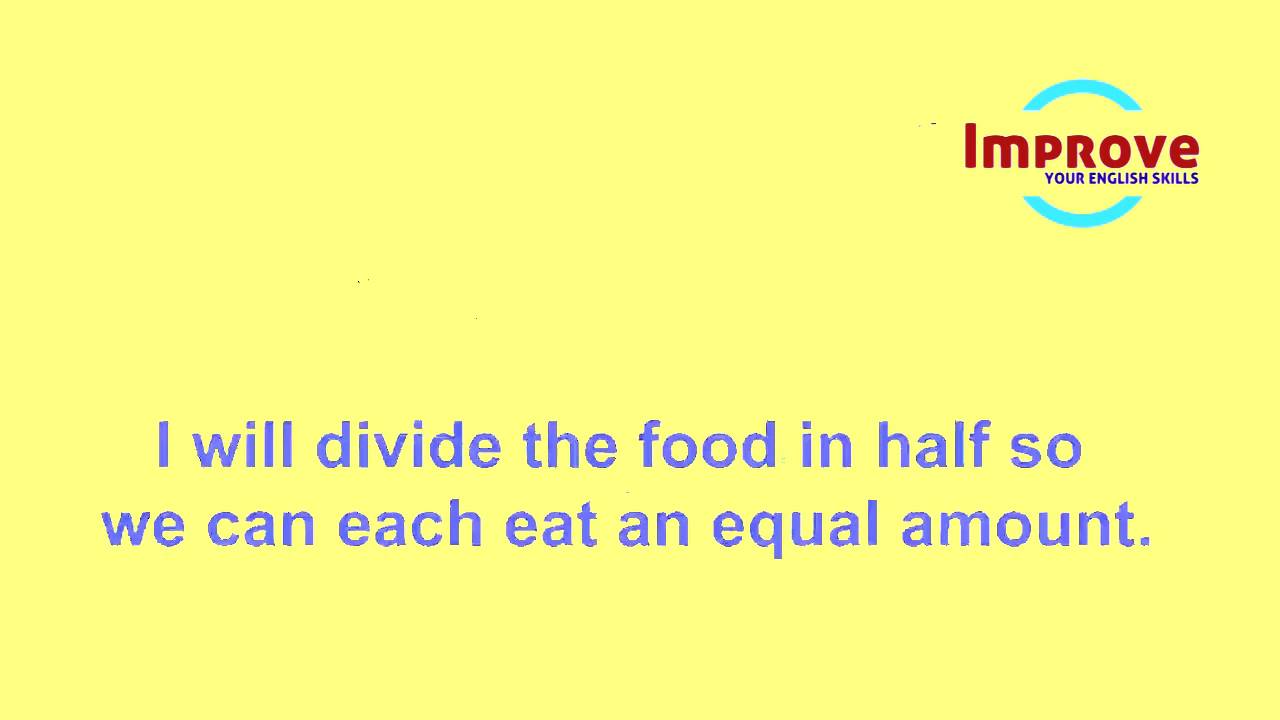 Improve
YOUR ENGLISH SKILLS
I will divide the food in half so
we can each eat an equal amount.